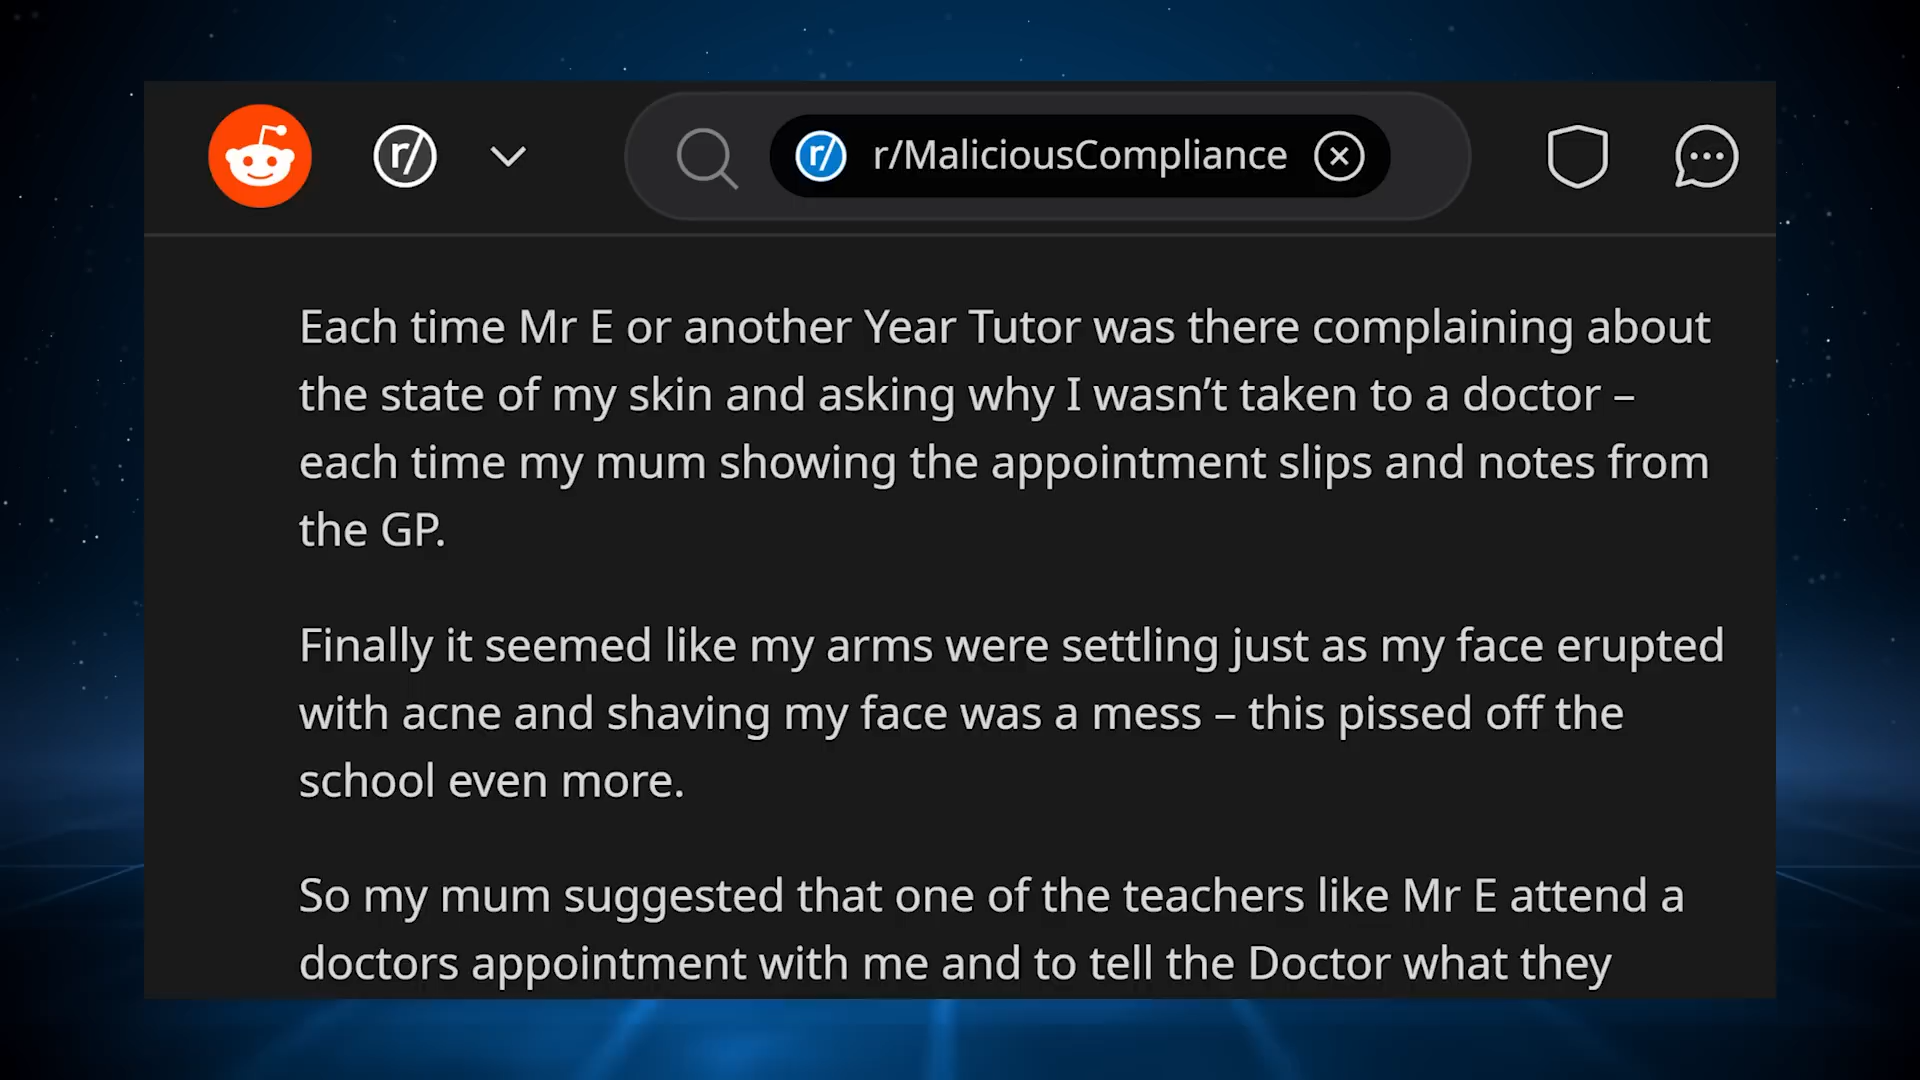 r/
r/ r/MaliciousCompliance
Each time Mr E or another Year Tutor was there complaining about
the state of my skin and asking why I wasn’t taken to a doctor –
each time my mum showing the appointment slips and notes from
the GP.
Finally it seemed like my arms were settling just as my face erupted
with acne and shaving my face was a mess – this pissed off the
school even more.
So my mum suggested that one of the teachers like Mr E attend a
doctors appointment with me and to tell the Doctor what they